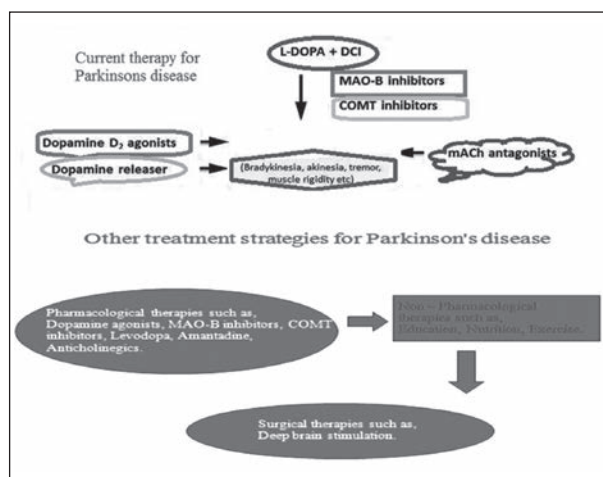 Current therapy for
Parkinsons disease
L-DOPA + DCI
MAO-B inhibitors
COMT inhibitors
Dopamine D₂ agonists
Dopamine releaser
(Bradykinesia, akinesia, tremor,
muscle rigidity etc)
mACh antagonists
Other treatment strategies for Parkinson's disease
Pharmacological therapies such as,
Dopamine agonists, MAO-B inhibitors, COMT
inhibitors, Levodopa, Amantadine,
Anticholinegics.
Non – Pharmacological
therapies such as,
Education, Nutrition, Exercise.
Surgical therapies such as,
Deep brain stimulation.